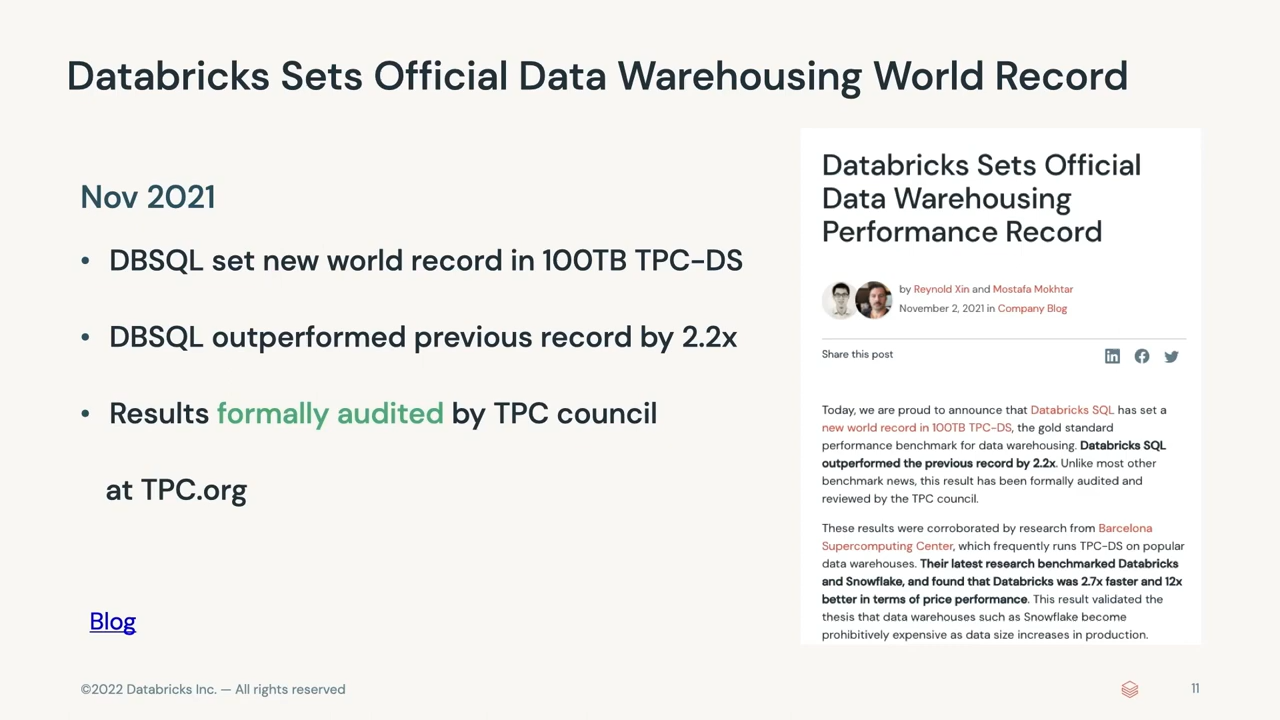 Databricks Sets Official Data Warehousing World Record
Nov 2021
• DBSQL set new world record in 100TB TPC-DS
• DBSQL outperformed previous record by 2.2x
• Results formally audited by TPC council
at TPC.org
Blog
Databricks Sets Official
Data Warehousing
Performance Record
by Reynold Xin and Mostafa Mokhtar
November 2, 2021 in Company Blog
Share this post
Today, we are proud to announce that Databricks SQL has set a
new world record in 100TB TPC-DS, the gold standard
performance benchmark for data warehousing. Databricks SQL
outperformed the previous record by 2.2x. Unlike most other
benchmark news, this result has been formally audited and
reviewed by the TPC council.
These results were corroborated by research from Barcelona
Supercomputing Center, which frequently runs TPC-DS on popular
data warehouses. Their latest research benchmarked Databricks
and Snowflake, and found that Databricks was 2.7x faster and 12x
better in terms of price performance. This result validated the
thesis that data warehouses such as Snowflake become
prohibitively expensive as data size increases in production.
©2022 Databricks Inc. — All rights reserved
11